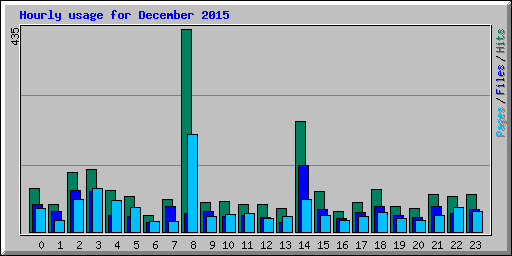 Hourly usage for December 2015
435
Pages / Files / Hits
0 1 2 3 4 5 6 7 8 9 10 11 12 13 14 15 16 17 18 19 20 21 22 23